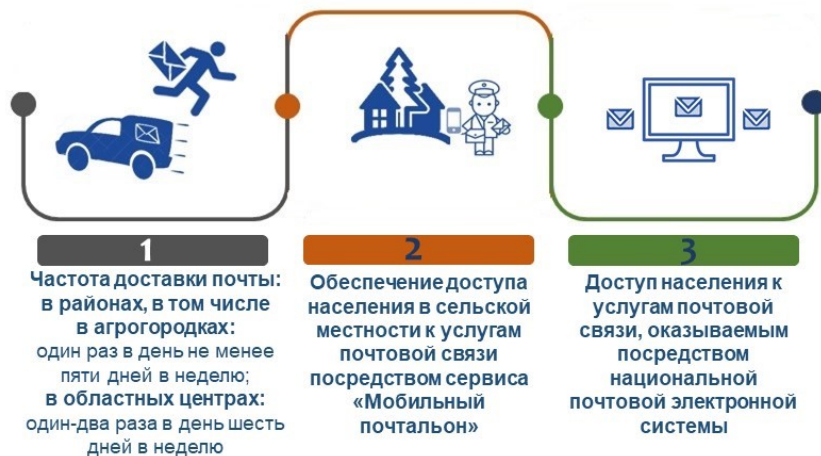 1
Частота доставки почты:
в районах, в том числе
в агрогородках:
один раз в день не менее
пяти дней в неделю;
в областных центрах:
один-два раза в день шесть
дней в неделю
2
Обеспечение доступа
населения в сельской
местности к услугам
почтовой связи
посредством сервиса
«Мобильный
почтальон»
3
Доступ населения к
услугам почтовой
связи, оказываемым
посредством
национальной
почтовой электронной
системы